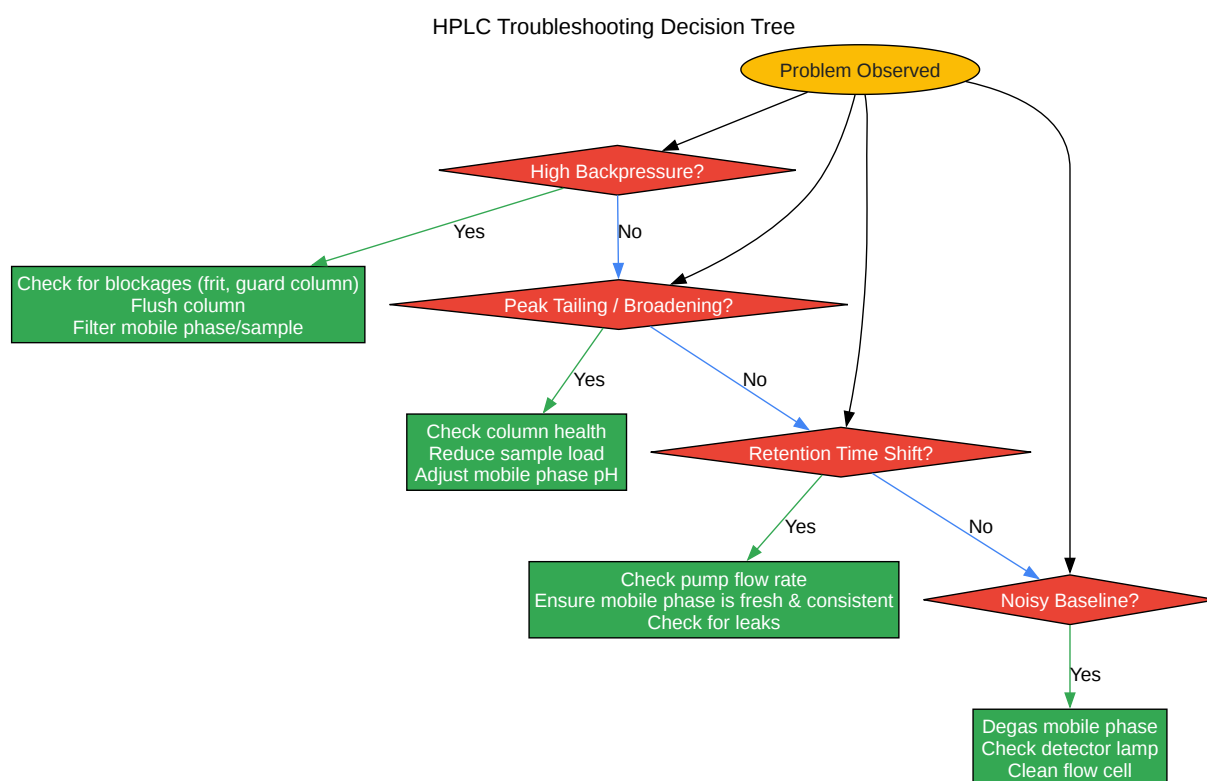 HPLC Troubleshooting Decision Tree
Problem Observed
High Backpressure?
Yes
No
Check for blockages (frit, guard column)
Flush column
Filter mobile phase/sample
Peak Tailing / Broadening?
Yes
No
Check column health
Reduce sample load
Adjust mobile phase pH
Retention Time Shift?
Yes
No
Check pump flow rate
Ensure mobile phase is fresh & consistent
Check for leaks
Noisy Baseline?
Yes
Degas mobile phase
Check detector lamp
Clean flow cell